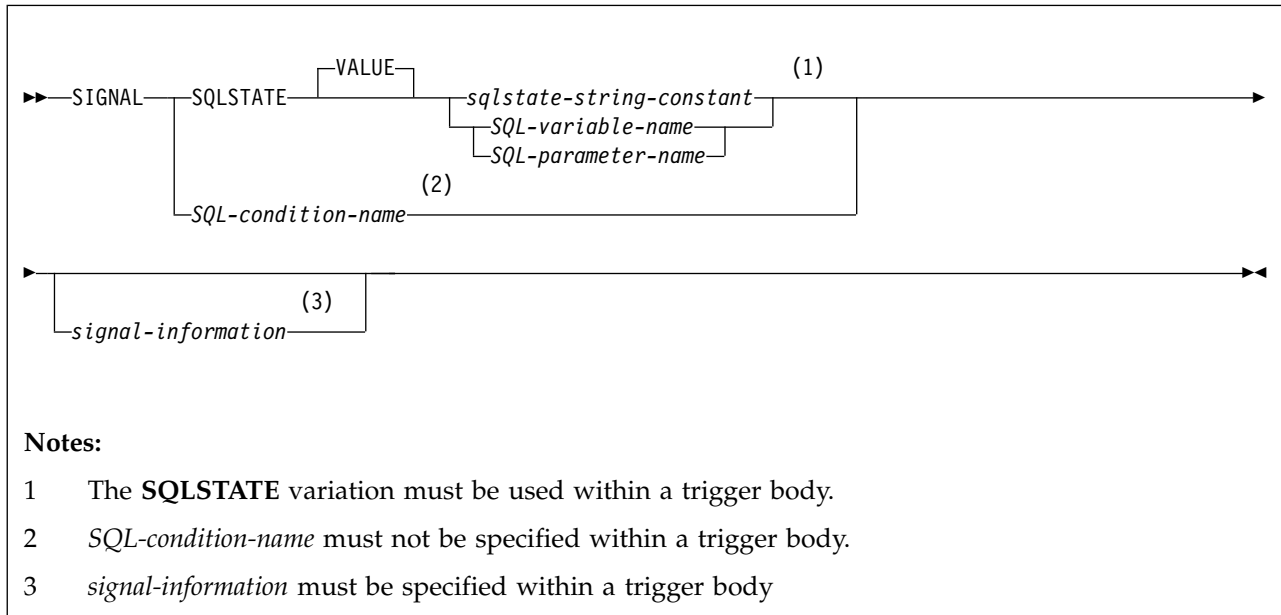 VALUE
SIGNAL SQLSTATE sqlstate-string-constant (1)
SQL-variable-name
SQL-parameter-name
(2)
SQL-condition-name
(3)
signal-information
Notes:
1 The SQLSTATE variation must be used within a trigger body.
2 SQL-condition-name must not be specified within a trigger body.
3 signal-information must be specified within a trigger body